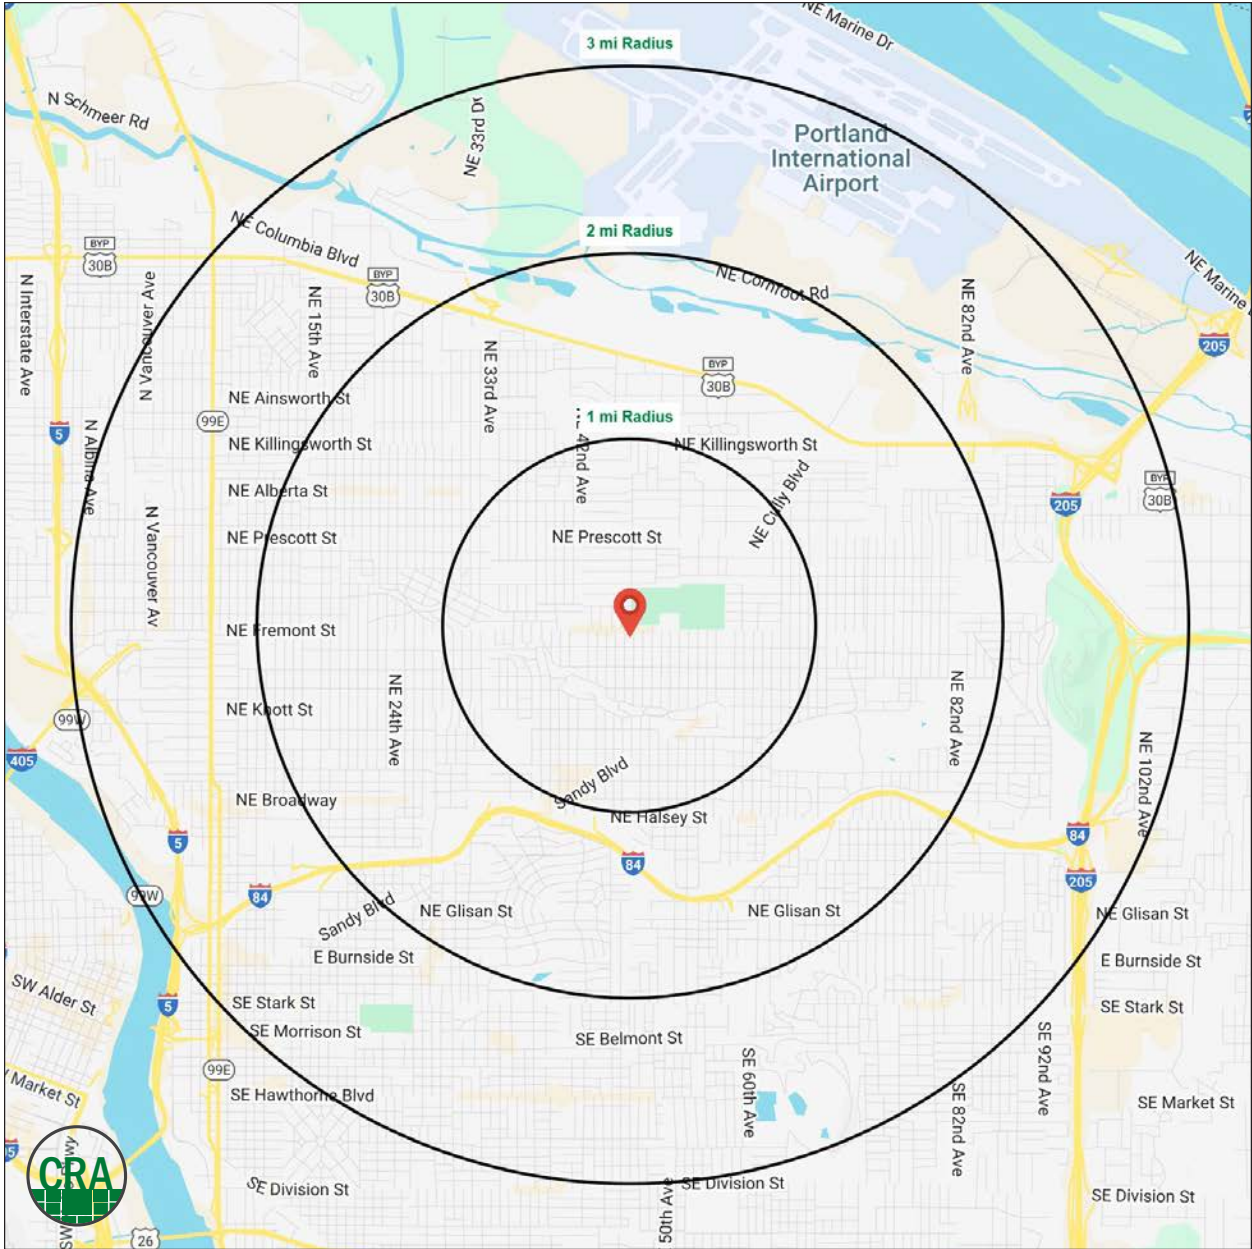 NE Marine Dr
3 mi Radius
N Schmeer Rd
NE 33rd Dr
Portland
International
Airport
2 mi Radius
NE Columbia Blvd
BYP
30B
BYP
30B
NE Cornfoot Rd
NE Marine
N Interstate Ave
N Vancouver Ave
NE 15th Ave
NE 82nd Ave
205
NE 33rd Ave
BYP
30B
NE Ainsworth St
1 mi Radius
99E
5
N Albina Ave
NE Killingsworth St
42nd Ave
NE Killingsworth St
NE Alberta St
NE Cully Blvd
205
BYP
30B
N Vancouver Av
NE Prescott St
NE Prescott St
NE Fremont St
NE Knott St
NE 24th Ave
NE 82nd Ave
99W
405
NE 102nd Ave
Sandy Blvd
NE Broadway
NE Halsey St
5
84
84
205
99W
84
Sandy Blvd
NE Glisan St
NE Glisan St
NE Glisan St
E Burnside St
E Burnside St
SW Alder St
5
SE Stark St
SE Stark St
SE Morrison St
SE Belmont St
SE 92nd Ave
99E
SE 60th Ave
Market St
SE Hawthorne Blvd
SE 82nd Ave
SE Market St
CRA
SE Division St
SE Division St
SE Division St
50th Ave
SW
26